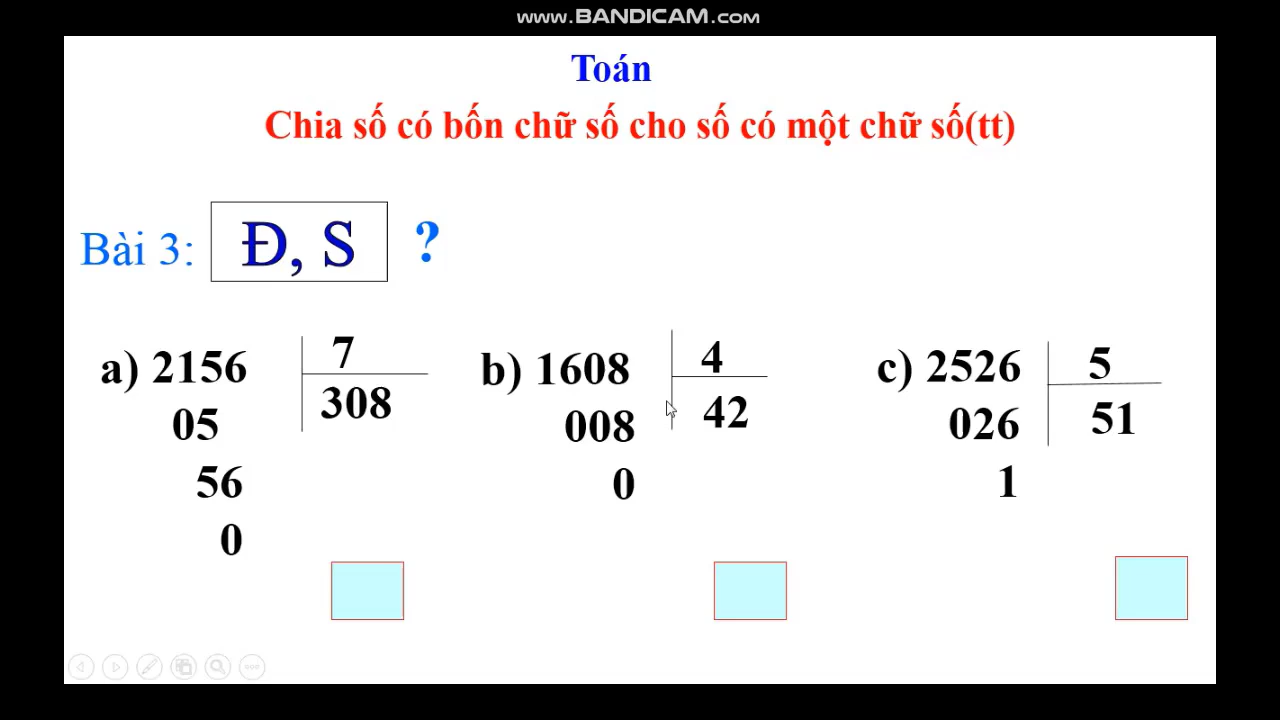 WWW.BANDICAM.com
Toán
Chia số có bốn chữ số cho số có một chữ số(tt)
Bài 3: Đ, S ?
a) 2156 7
308
05
56
0
b) 1608 4
42
008
0
c) 2526 5
51
026
1